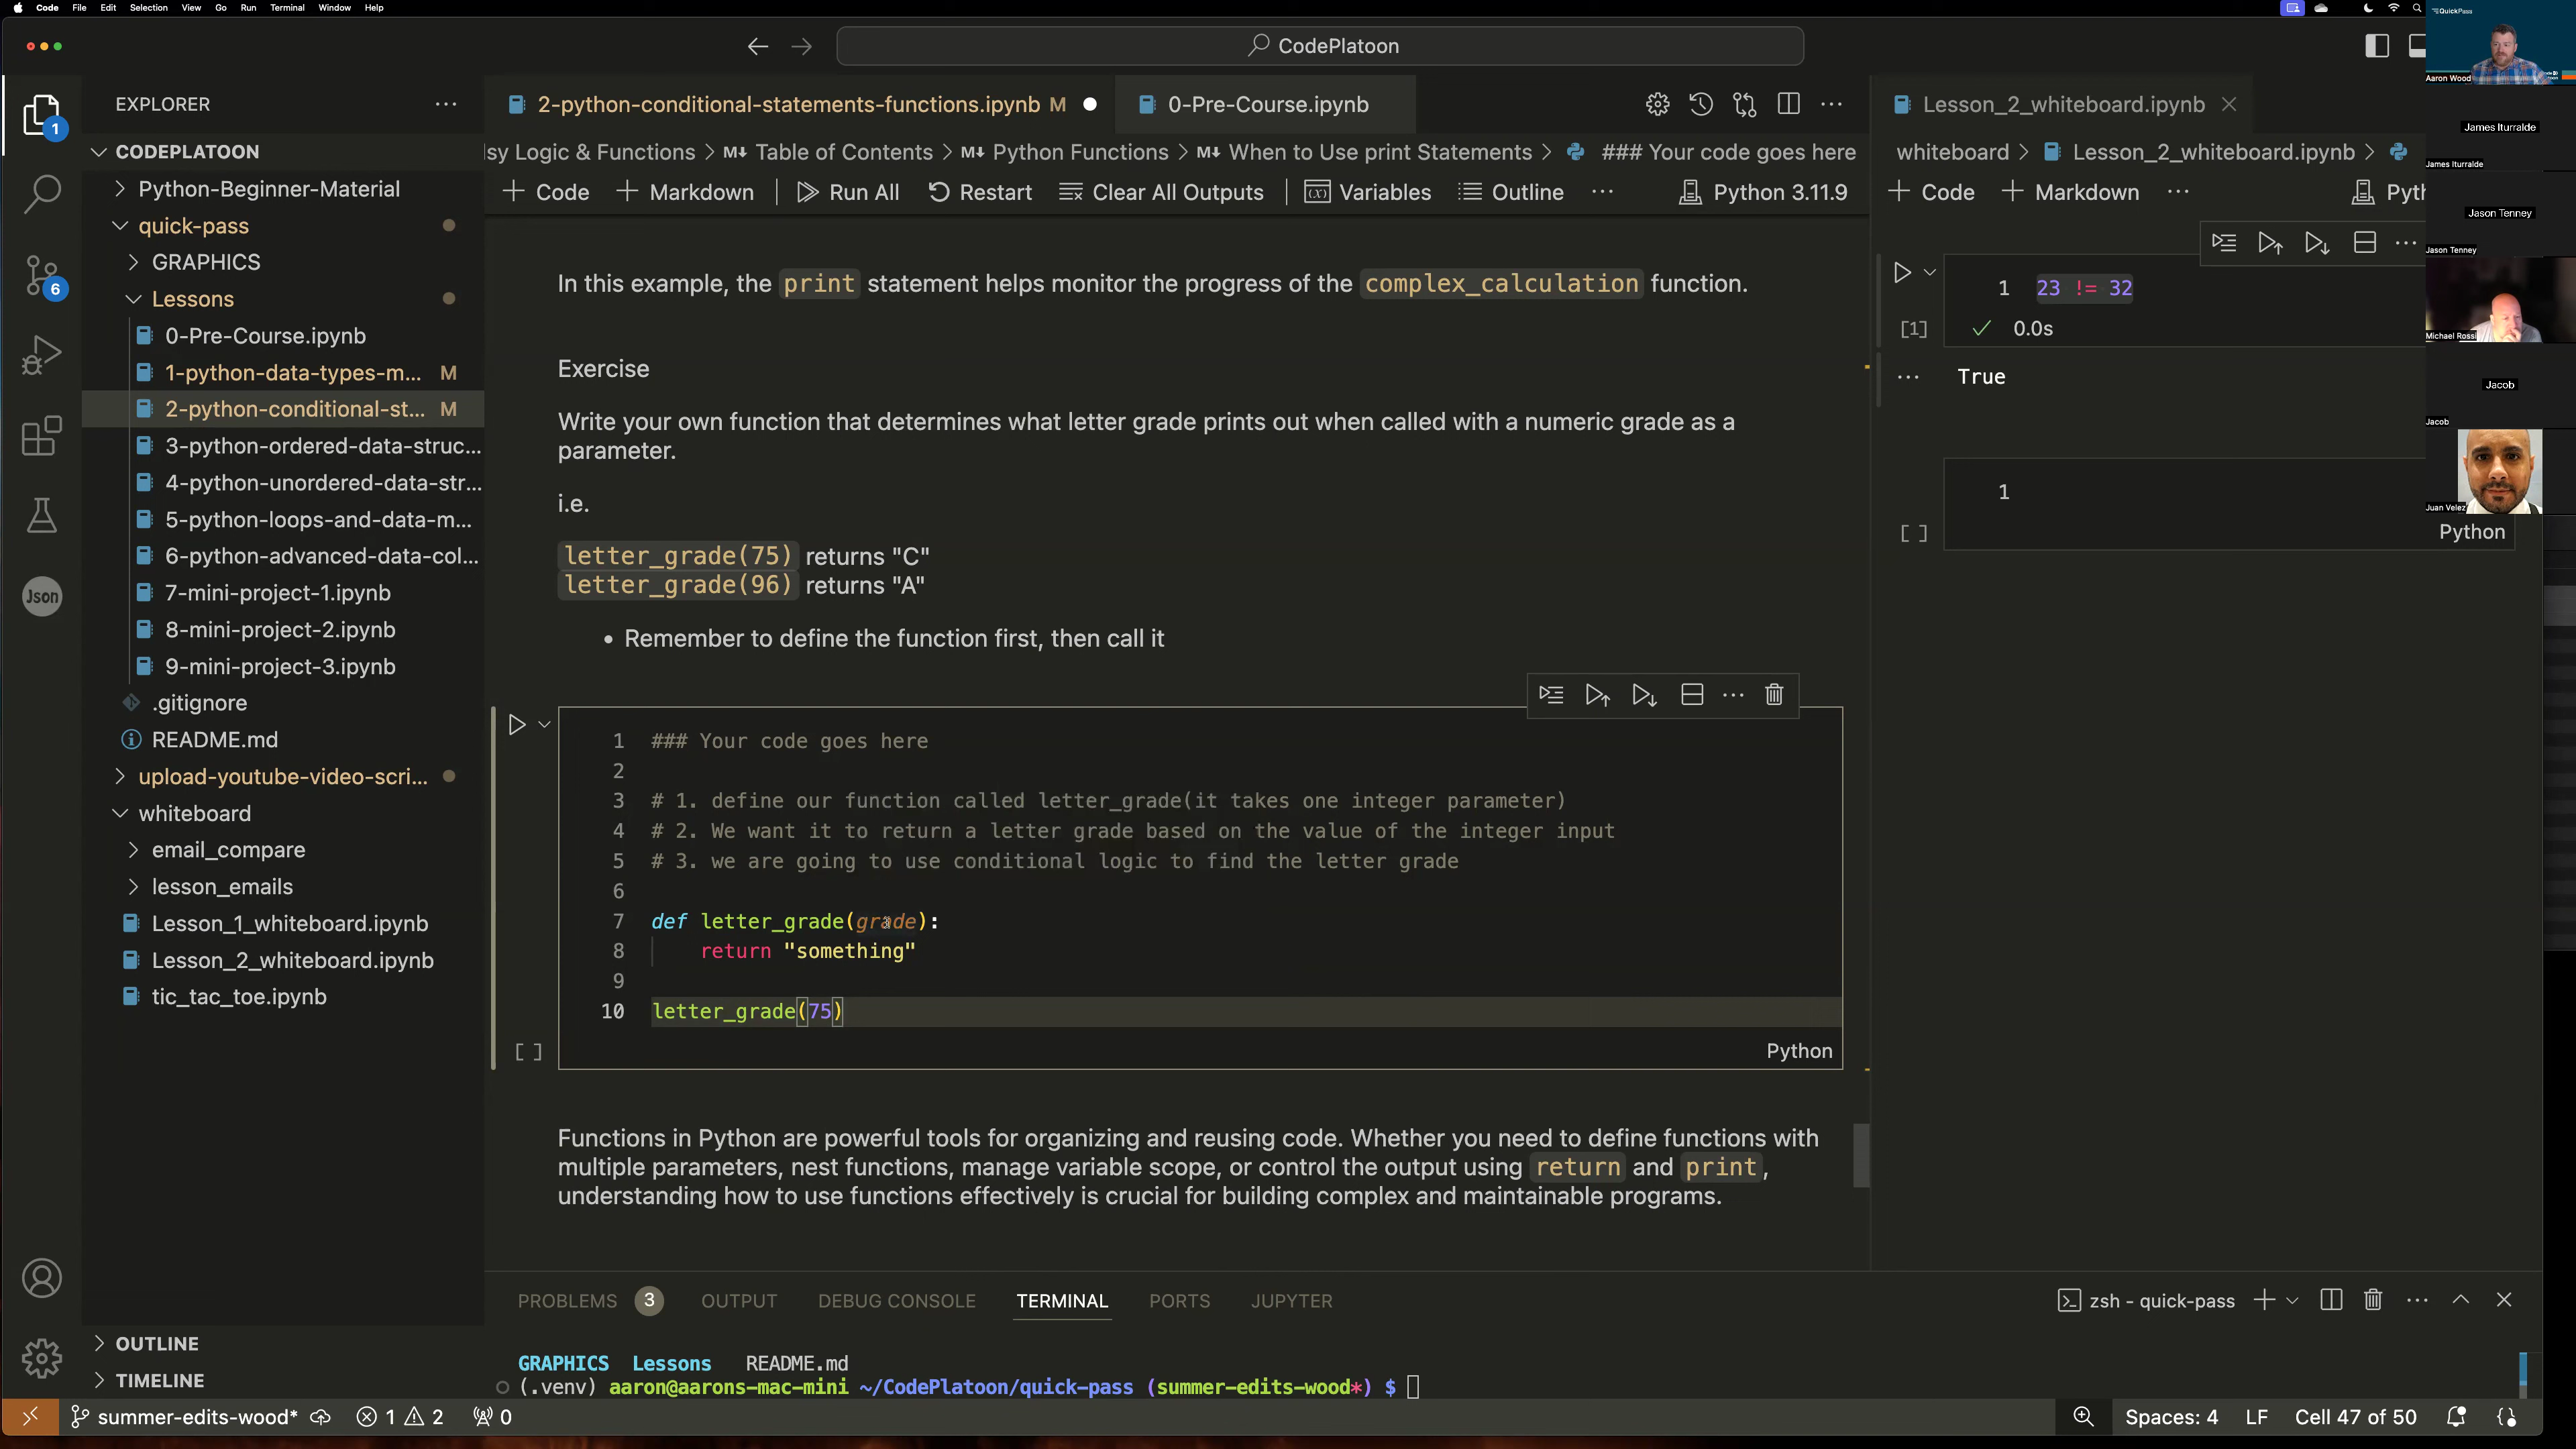 Code File Edit Selection View Go Run Terminal Window Help
CodePlatoon
EXPLORER
CODEPLATOON
Python-Beginner-Material
quick-pass
GRAPHICS
Lessons
0-Pre-Course.ipynb
1-python-data-types-m... M
2-python-conditional-st... M
3-python-ordered-data-struc...
4-python-unordered-data-str...
5-python-loops-and-data-m...
6-python-advanced-data-col...
7-mini-project-1.ipynb
8-mini-project-2.ipynb
9-mini-project-3.ipynb
.gitignore
README.md
upload-youtube-video-scri...
whiteboard
email_compare
lesson_emails
Lesson_1_whiteboard.ipynb
Lesson_2_whiteboard.ipynb
tic_tac_toe.ipynb
OUTLINE
TIMELINE
1
6
Json
2-python-conditional-statements-functions.ipynb M
0-Pre-Course.ipynb
sy Logic & Functions > Table of Contents > Python Functions > When to Use print Statements > ### Your code goes here
+ Code + Markdown Run All Restart Clear All Outputs Variables Outline ... Python 3.11.9
In this example, the print statement helps monitor the progress of the complex_calculation function.
Exercise
Write your own function that determines what letter grade prints out when called with a numeric grade as a
parameter.
i.e.
letter_grade(75) returns "C"
letter_grade(96) returns "A"
• Remember to define the function first, then call it
1 ### Your code goes here
2
3 # 1. define our function called letter_grade(it takes one integer parameter)
4 # 2. We want it to return a letter grade based on the value of the integer input
5 # 3. we are going to use conditional logic to find the letter grade
6
7 def letter_grade(grade):
8 return "something"
9
10 letter_grade(75)
[ ] Python
Functions in Python are powerful tools for organizing and reusing code. Whether you need to define functions with
multiple parameters, nest functions, manage variable scope, or control the output using return and print,
understanding how to use functions effectively is crucial for building complex and maintainable programs.
Lesson_2_whiteboard.ipynb
whiteboard > Lesson_2_whiteboard.ipynb >
+ Code + Markdown ... Pyt
1 23 != 32
[1] 0.0s
... True
1
[ ] Python
QuickPass
Aaron Wood
James Iturralde
James Iturralde
Jason Tenney
Jason Tenney
Michael Rossi
Jacob
Jacob
Juan Velez
PROBLEMS 3 OUTPUT DEBUG CONSOLE TERMINAL PORTS JUPYTER
zsh - quick-pass
GRAPHICS Lessons README.md
(.venv) aaron@aarons-mac-mini ~/CodePlatoon/quick-pass (summer-edits-wood*) $
summer-edits-wood* 1 2 0
Spaces: 4 LF Cell 47 of 50